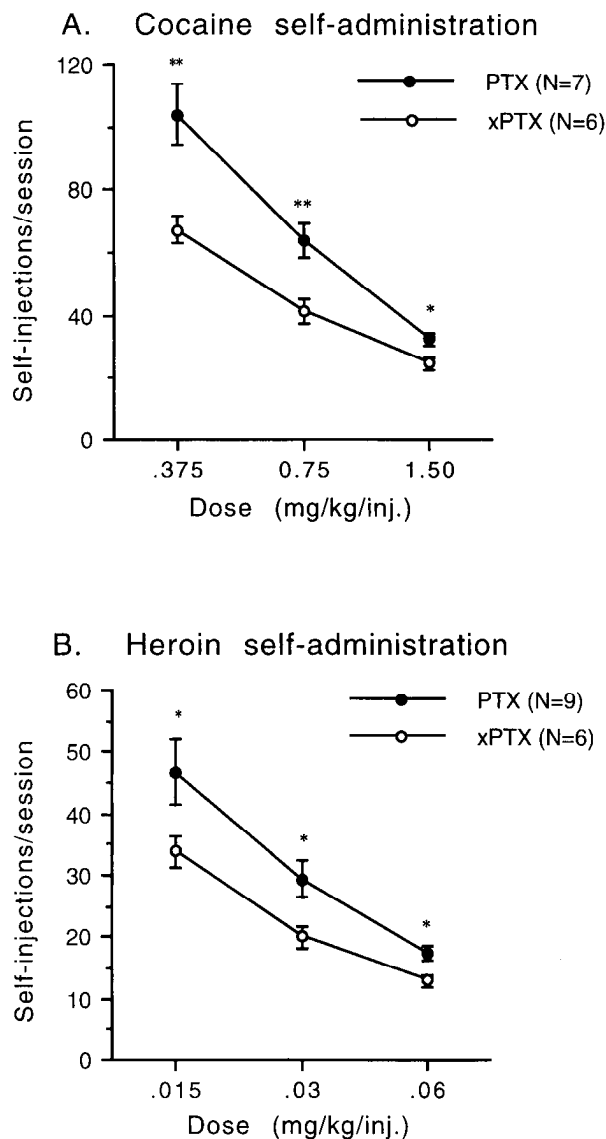 A. Cocaine self-administration
120
80
40
0
Self-injections/session
**
**
*
PTX (N=7)
xPTX (N=6)
.375 0.75 1.50
Dose (mg/kg/inj.)
B. Heroin self-administration
60
50
40
30
20
10
0
Self-injections/session
*
*
*
PTX (N=9)
xPTX (N=6)
.015 .03 .06
Dose (mg/kg/inj.)